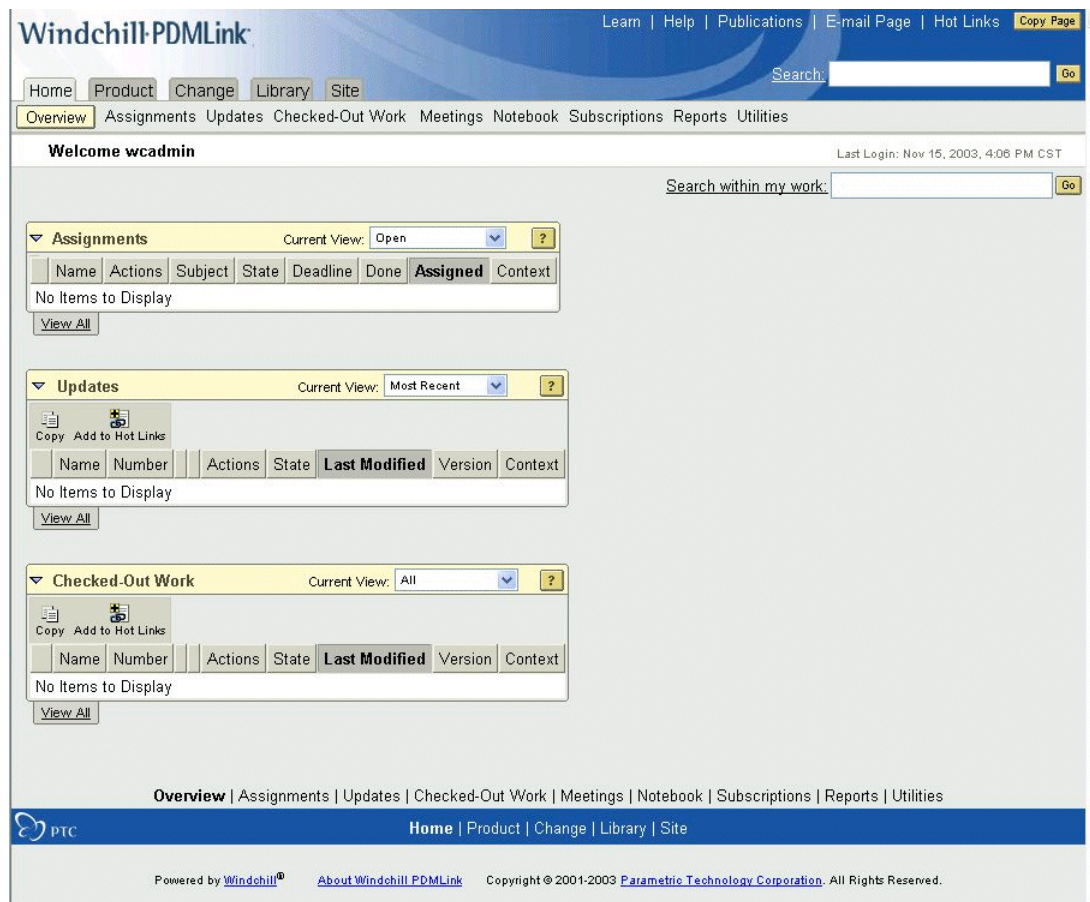 Windchill PDMLink
Learn | Help | Publications | E-mail Page | Hot Links Copy Page
Search: Go
Home Product Change Library Site
Overview Assignments Updates Checked-Out Work Meetings Notebook Subscriptions Reports Utilities
Welcome wcadmin Last Login: Nov 15, 2003, 4:06 PM CST
Search within my work: Go
Assignments Current View: Open ?
Name Actions Subject State Deadline Done Assigned Context
No Items to Display
View All
Updates Current View: Most Recent ?
Copy Add to Hot Links
Name Number Actions State Last Modified Version Context
No Items to Display
View All
Checked-Out Work Current View: All ?
Copy Add to Hot Links
Name Number Actions State Last Modified Version Context
No Items to Display
View All
Overview | Assignments | Updates | Checked-Out Work | Meetings | Notebook | Subscriptions | Reports | Utilities
PTC Home | Product | Change | Library | Site
Powered by Windchill® About Windchill PDMLink Copyright © 2001-2003 Parametric Technology Corporation. All Rights Reserved.